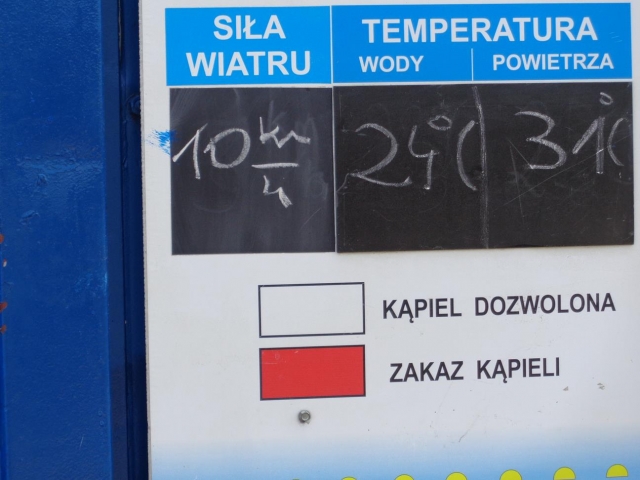 SIŁA
WIATRU
TEMPERATURA
WODY POWIETRZA
10 km/h
24°C 31°C
KĄPIEL DOZWOLONA
ZAKAZ KĄPIELI